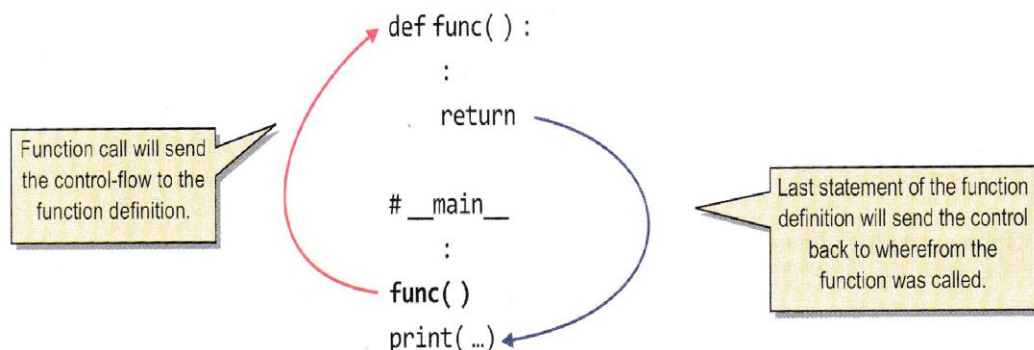 def func( ) :
:
return
Function call will send
the control-flow to the
function definition.
# __main__
:
func( )
print( ... )
Last statement of the function
definition will send the control
back to wherefrom the
function was called.